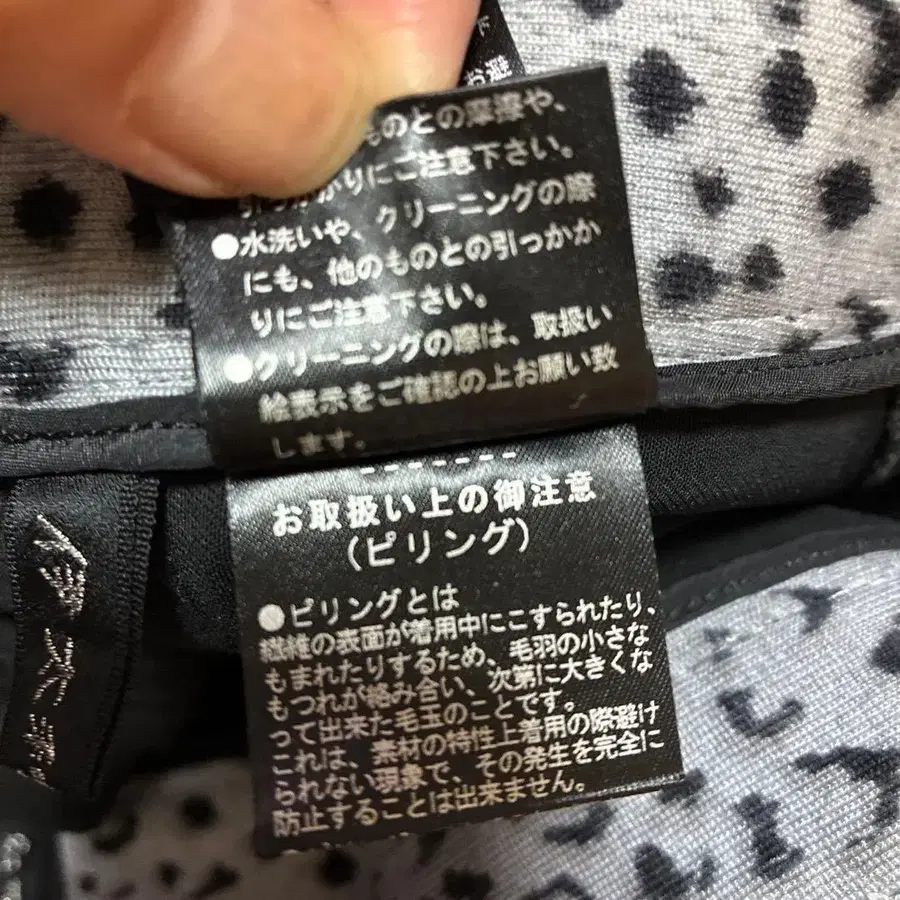 下
お避
ものとの摩擦や、
引っかかりにご注意下さい。
●水洗いや、クリーニングの際
にも、他のものとの引っかか
りにご注意下さい。
●クリーニングの際は、取扱い
絵表示をご確認の上お願い致
します。
-------
お取扱い上の御注意
(ピリング)
●ピリングとは
繊維の表面が着用中にこすられたり、
もまれたりするため、毛羽の小さな
もつれが絡み合い、次第に大きくな
って出来た毛玉のことです。
これは、素材の特性上着用の際避け
られない現象で、その発生を完全に
防止することは出来ません。